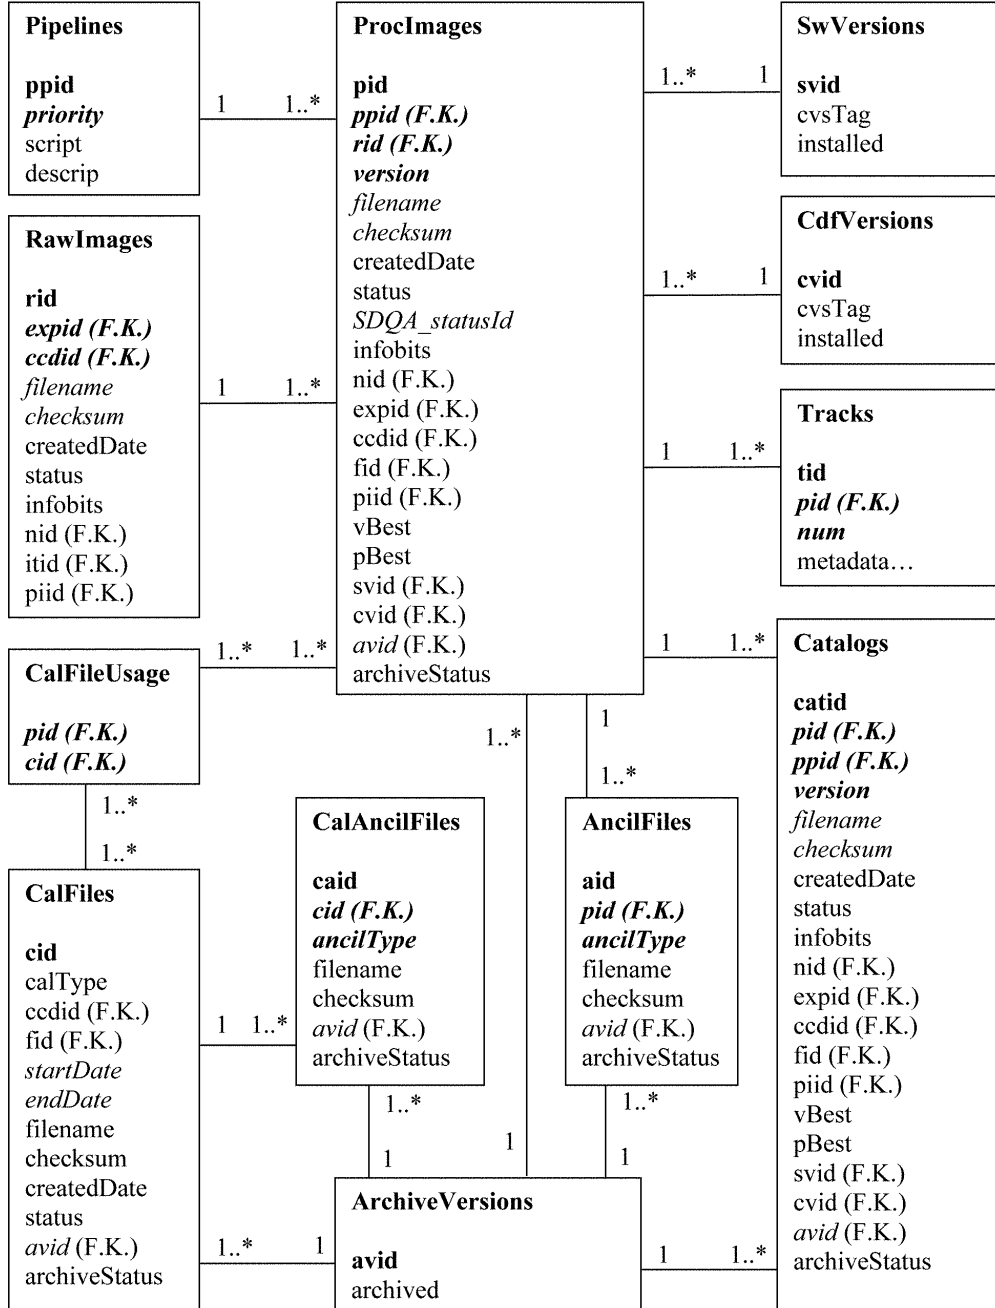 Pipelines
ppid
priority
script
descrip
1
1..*
ProcImages
pid
ppid (F.K.)
rid (F.K.)
version
filename
checksum
createdDate
status
SDQA_statusId
infobits
nid (F.K.)
expid (F.K.)
ccdid (F.K.)
fid (F.K.)
piid (F.K.)
vBest
pBest
svid (F.K.)
cvid (F.K.)
avid (F.K.)
archiveStatus
1..*
1
SwVersions
svid
cvsTag
installed
RawImages
rid
expid (F.K.)
ccdid (F.K.)
filename
checksum
createdDate
status
infobits
nid (F.K.)
itid (F.K.)
piid (F.K.)
1
1..*
1..*
1
CdfVersions
cvid
cvsTag
installed
1
1..*
Tracks
tid
pid (F.K.)
num
metadata…
CalFileUsage
pid (F.K.)
cid (F.K.)
1..*
1..*
1
1..*
Catalogs
catid
pid (F.K.)
ppid (F.K.)
version
filename
checksum
createdDate
status
infobits
nid (F.K.)
expid (F.K.)
ccdid (F.K.)
fid (F.K.)
piid (F.K.)
vBest
pBest
svid (F.K.)
cvid (F.K.)
avid (F.K.)
archiveStatus
1..*
1
1..*
1..*
1..*
CalFiles
cid
calType
ccdid (F.K.)
fid (F.K.)
startDate
endDate
filename
checksum
createdDate
status
avid (F.K.)
archiveStatus
1
1..*
CalAncilFiles
caid
cid (F.K.)
ancilType
filename
checksum
avid (F.K.)
archiveStatus
AncilFiles
aid
pid (F.K.)
ancilType
filename
checksum
avid (F.K.)
archiveStatus
1..*
1
1
1..*
1
1..*
1
ArchiveVersions
avid
archived
1
1..*